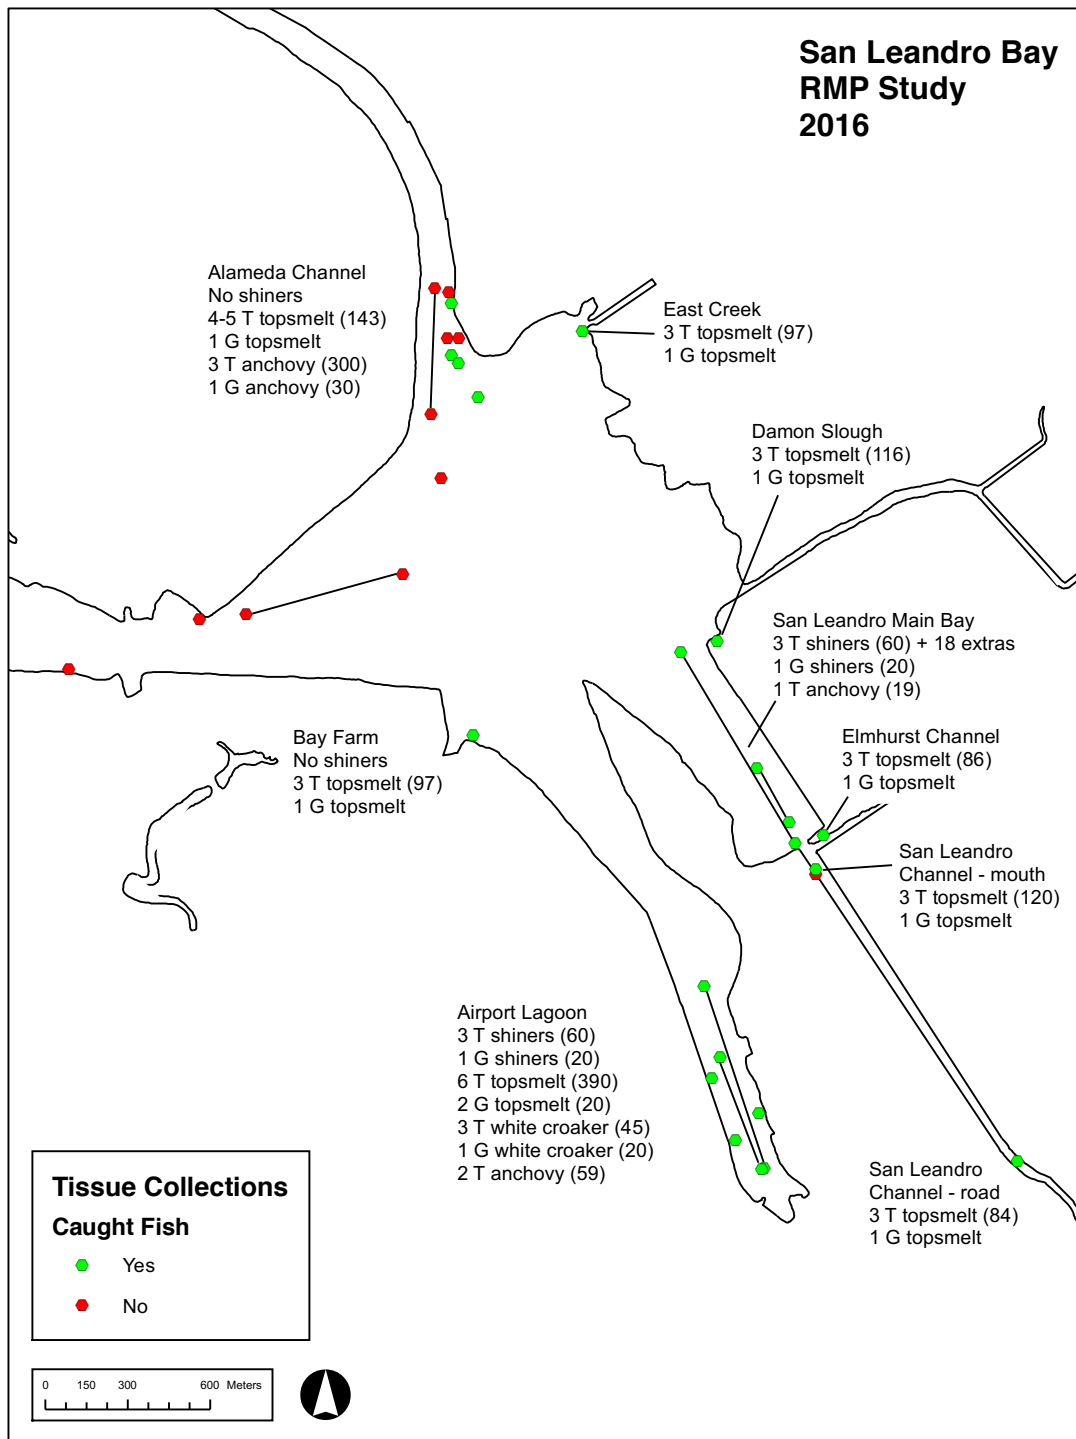 San Leandro Bay
RMP Study
2016
Alameda Channel
No shiners
4-5 T topsmelt (143)
1 G topsmelt
3 T anchovy (300)
1 G anchovy (30)
East Creek
3 T topsmelt (97)
1 G topsmelt
Damon Slough
3 T topsmelt (116)
1 G topsmelt
San Leandro Main Bay
3 T shiners (60) + 18 extras
1 G shiners (20)
1 T anchovy (19)
Bay Farm
No shiners
3 T topsmelt (97)
1 G topsmelt
Elmhurst Channel
3 T topsmelt (86)
1 G topsmelt
San Leandro
Channel - mouth
3 T topsmelt (120)
1 G topsmelt
Airport Lagoon
3 T shiners (60)
1 G shiners (20)
6 T topsmelt (390)
2 G topsmelt (20)
3 T white croaker (45)
1 G white croaker (20)
2 T anchovy (59)
San Leandro
Channel - road
3 T topsmelt (84)
1 G topsmelt
Tissue Collections
Caught Fish
Yes
No
0 150 300 600 Meters